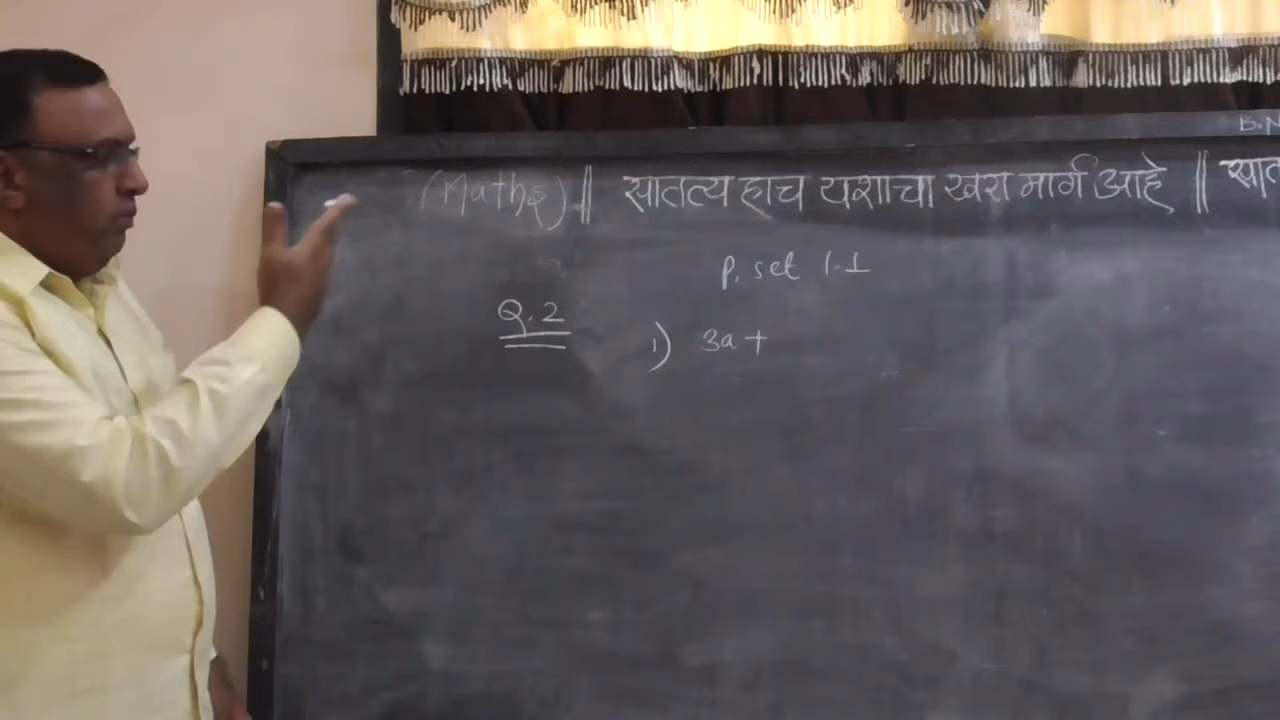 B.N
(Maths) || सातत्य हाच यशाचा खरा मार्ग आहे || सात
p. set 1.1
Q.2
1) 3a +